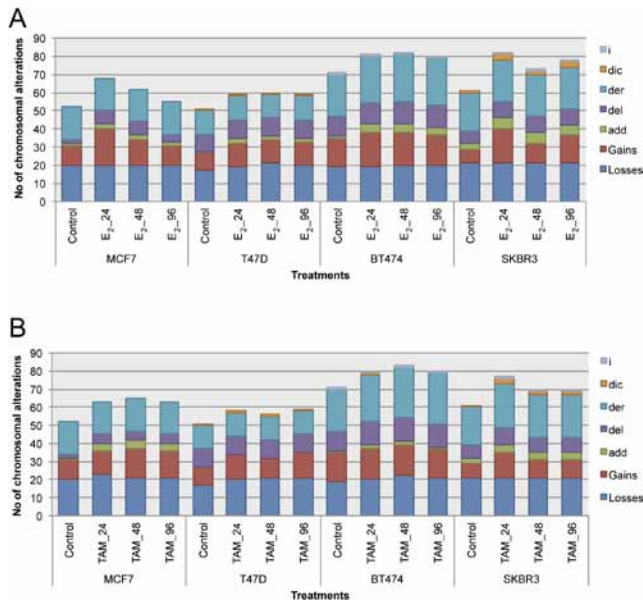 A
No of chromosomal alterations
90
80
70
60
50
40
30
20
10
0
Control E₂_24 E₂_48 E₂_96 Control E₂_24 E₂_48 E₂_96 Control E₂_24 E₂_48 E₂_96 Control E₂_24 E₂_48 E₂_96
MCF7 T47D BT474 SKBR3
Treatments
i
dic
der
del
add
Gains
Losses
B
No of chromosomal alterations
90
80
70
60
50
40
30
20
10
0
Control TAM_24 TAM_48 TAM_96 Control TAM_24 TAM_48 TAM_96 Control TAM_24 TAM_48 TAM_96 Control TAM_24 TAM_48 TAM_96
MCF7 T47D BT474 SKBR3
Treatments
i
dic
der
del
add
Gains
Losses